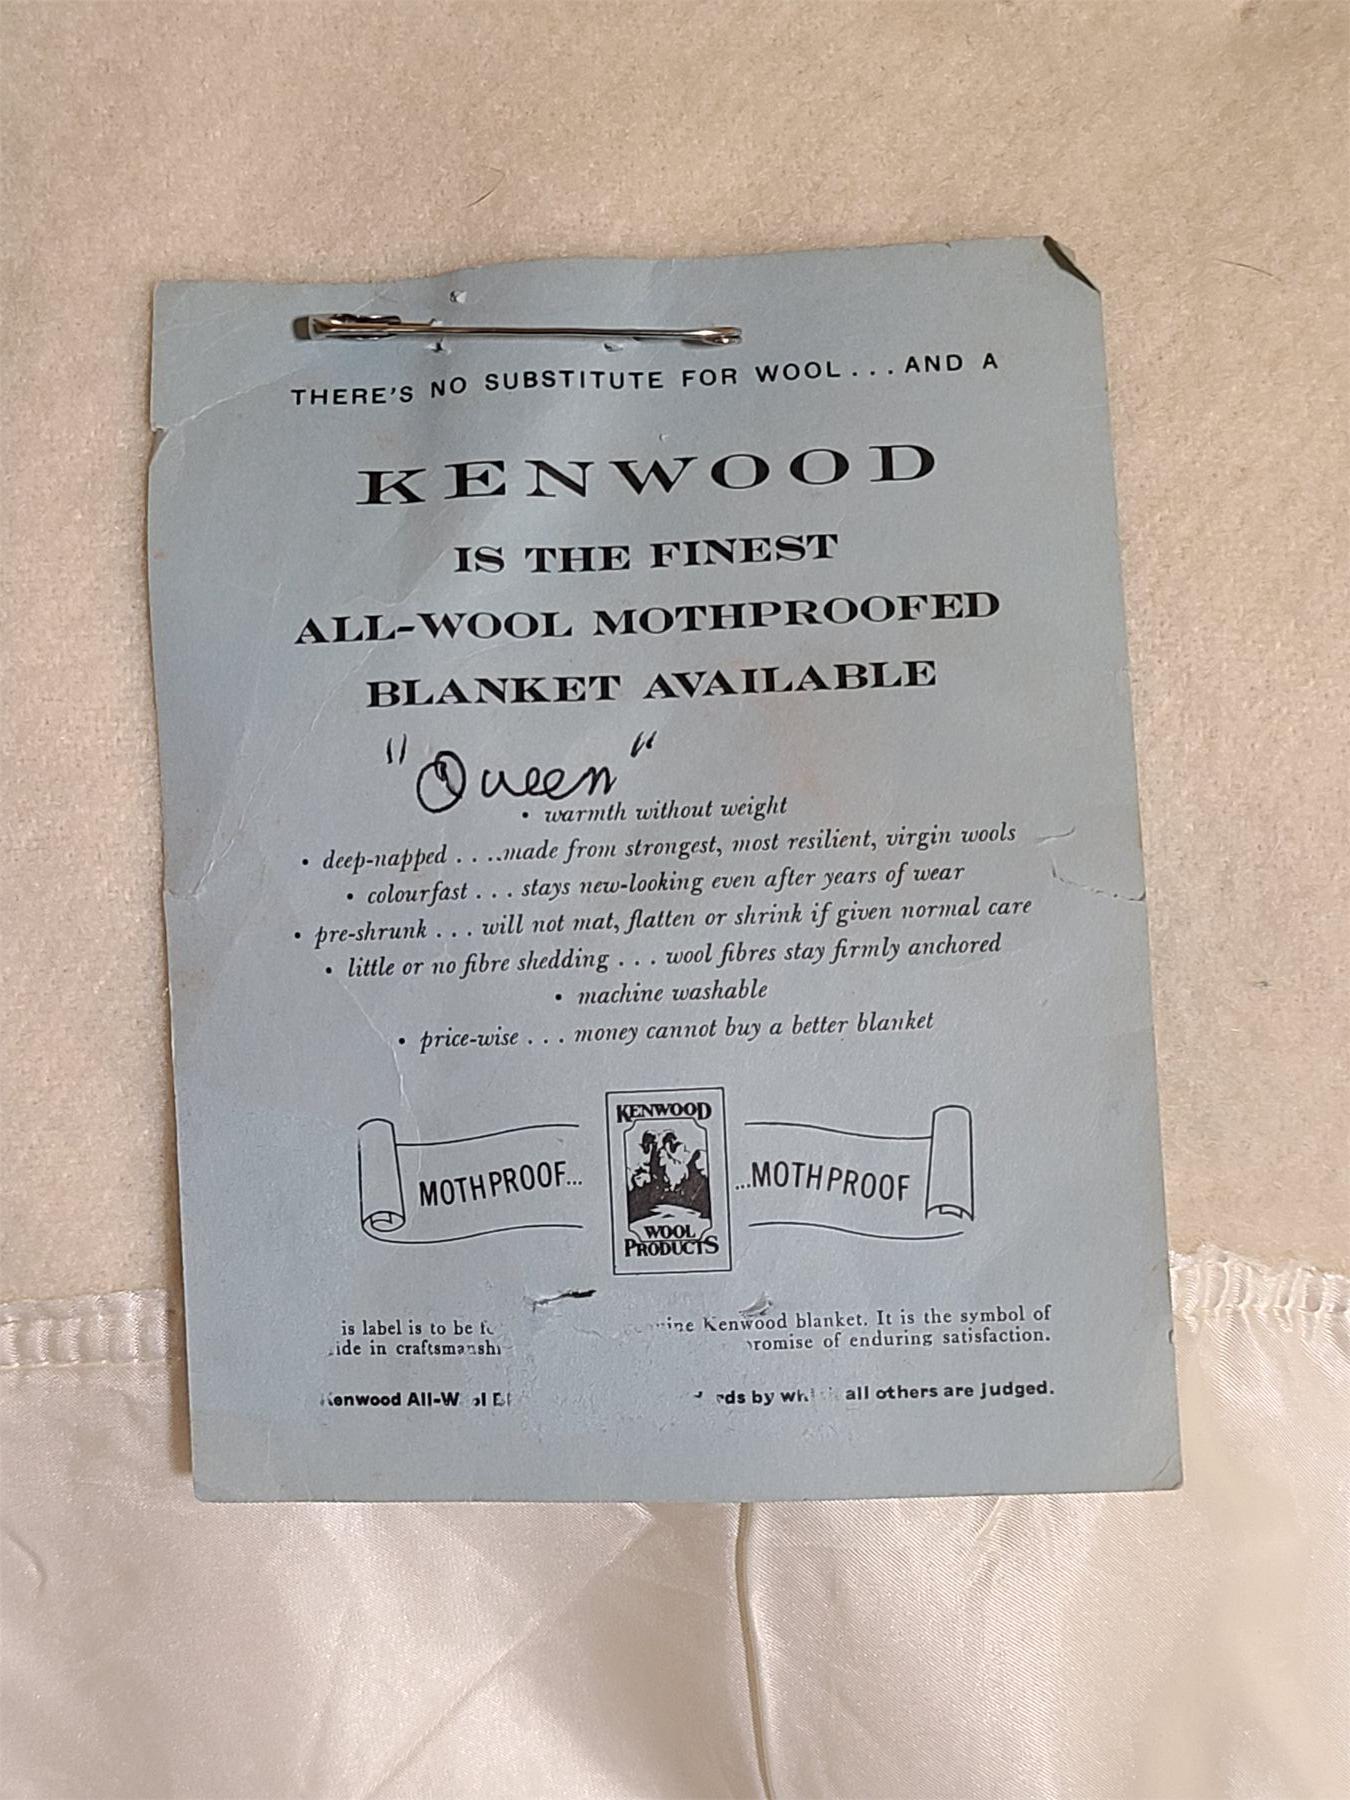 THERE'S NO SUBSTITUTE FOR WOOL...AND A
KENWOOD
IS THE FINEST
ALL-WOOL MOTHPROOFED
BLANKET AVAILABLE
"Queen"
• warmth without weight
• deep-napped . . . .made from strongest, most resilient, virgin wools
• colourfast . . . stays new-looking even after years of wear
• pre-shrunk . . . will not mat, flatten or shrink if given normal care
• little or no fibre shedding . . . wool fibres stay firmly anchored
• machine washable
• price-wise . . . money cannot buy a better blanket
KENWOOD
MOTHPROOF... ...MOTHPROOF
WOOL
PRODUCTS
is label is to be Kenwood blanket. It is the symbol of
in of enduring satisfaction.
All-W by all others are judged.